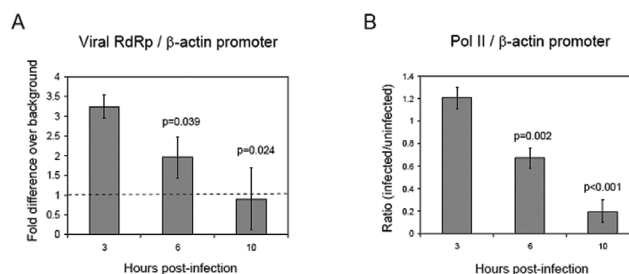 A
Viral RdRp / β-actin promoter
Fold difference over background
4
3.5
3
2.5
2
1.5
1
0.5
0
p=0.039
p=0.024
3 6 10
Hours post-infection
B
Pol II / β-actin promoter
Ratio (infected/uninfected)
1.4
1.2
1
0.8
0.6
0.4
0.2
0
p=0.002
p<0.001
3 6 10
Hours post-infection